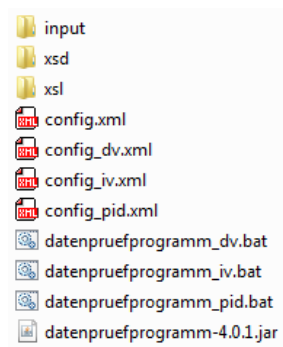 input
xsd
xsl
config.xml
config_dv.xml
config_iv.xml
config_pid.xml
datenpruefprogramm_dv.bat
datenpruefprogramm_iv.bat
datenpruefprogramm_pid.bat
datenpruefprogramm-4.0.1.jar